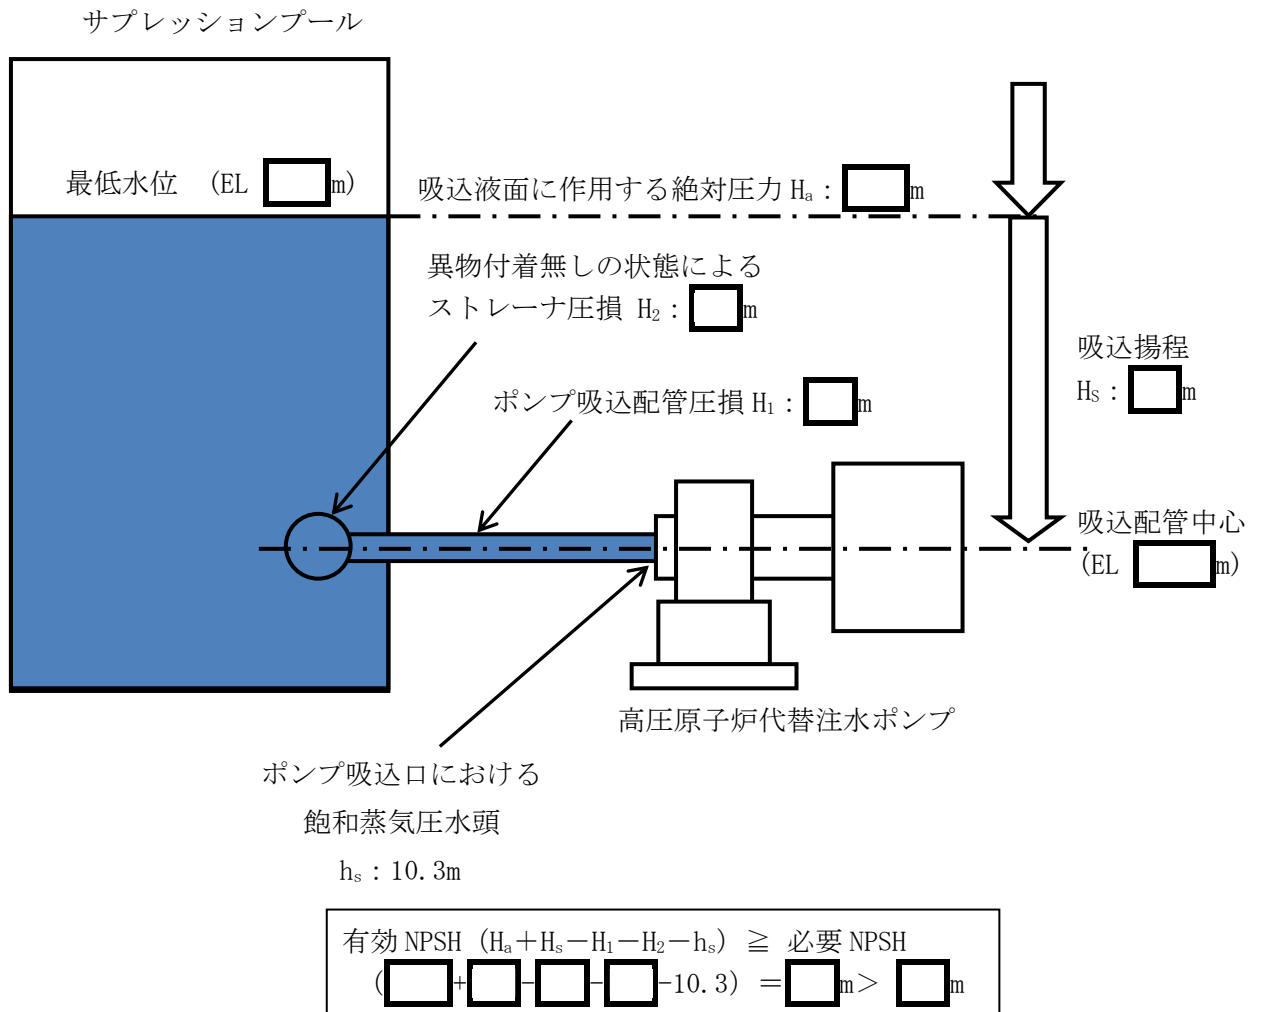 サプレッションプール
最低水位 (EL m)
吸込液面に作用する絶対圧力 Hₐ：m
異物付着無しの状態による
ストレーナ圧損 H₂：m
ポンプ吸込配管圧損 H₁：m
吸込揚程
Hs：m
吸込配管中心
(EL m)
高圧原子炉代替注水ポンプ
ポンプ吸込口における
飽和蒸気圧水頭
hₛ：10.3m
有効 NPSH (Hₐ＋Hₛ－H₁－H₂－hₛ) ≧ 必要 NPSH
( + - - -10.3) ＝ m＞ m